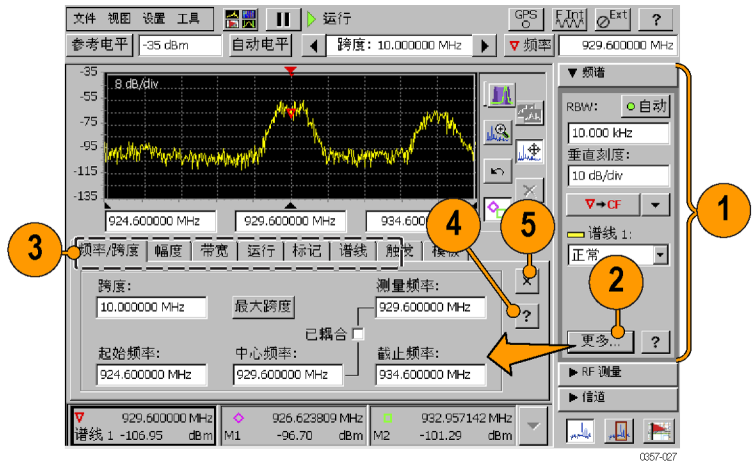 文件 视图 设置 工具 运行 GPS E Int Ext ?
参考电平 -35 dBm 自动电平 跨度: 10.000000 MHz 频率 929.600000 MHz
-35
8 dB/div
-55
-75
-95
-115
-135
924.600000 MHz 929.600000 MHz 934.600
频率/跨度 幅度 带宽 运行 标记 谱线 触发 模板
跨度:
10.000000 MHz
最大跨度
测量频率:
929.600000 MHz
已耦合
起始频率:
924.600000 MHz
中心频率:
929.600000 MHz
截止频率:
934.600000 MHz
×
?
频谱
RBW: 自动
10.000 kHz
垂直刻度:
10 dB/div
→CF
谱线 1:
正常
更多... ?
RF 测量
信道
929.600000 MHz
谱线 1 -106.95 dBm
926.623809 MHz
M1 -96.70 dBm
932.957142 MHz
M2 -101.29 dBm
1
2
3
4
5
0357-027